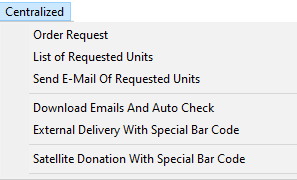 Centralized
Order Request
List of Requested Units
Send E-Mail Of Requested Units
Download Emails And Auto Check
External Delivery With Special Bar Code
Satellite Donation With Special Bar Code